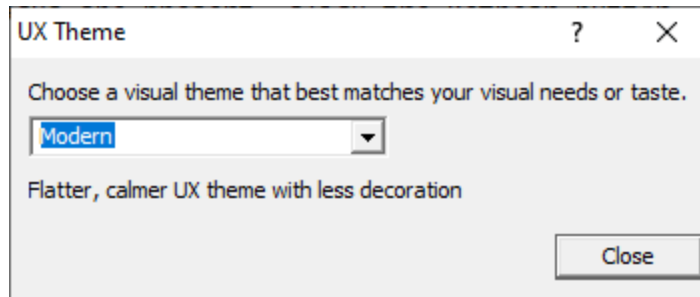 UX Theme ?
Choose a visual theme that best matches your visual needs or taste.
Modern
Flatter, calmer UX theme with less decoration
Close